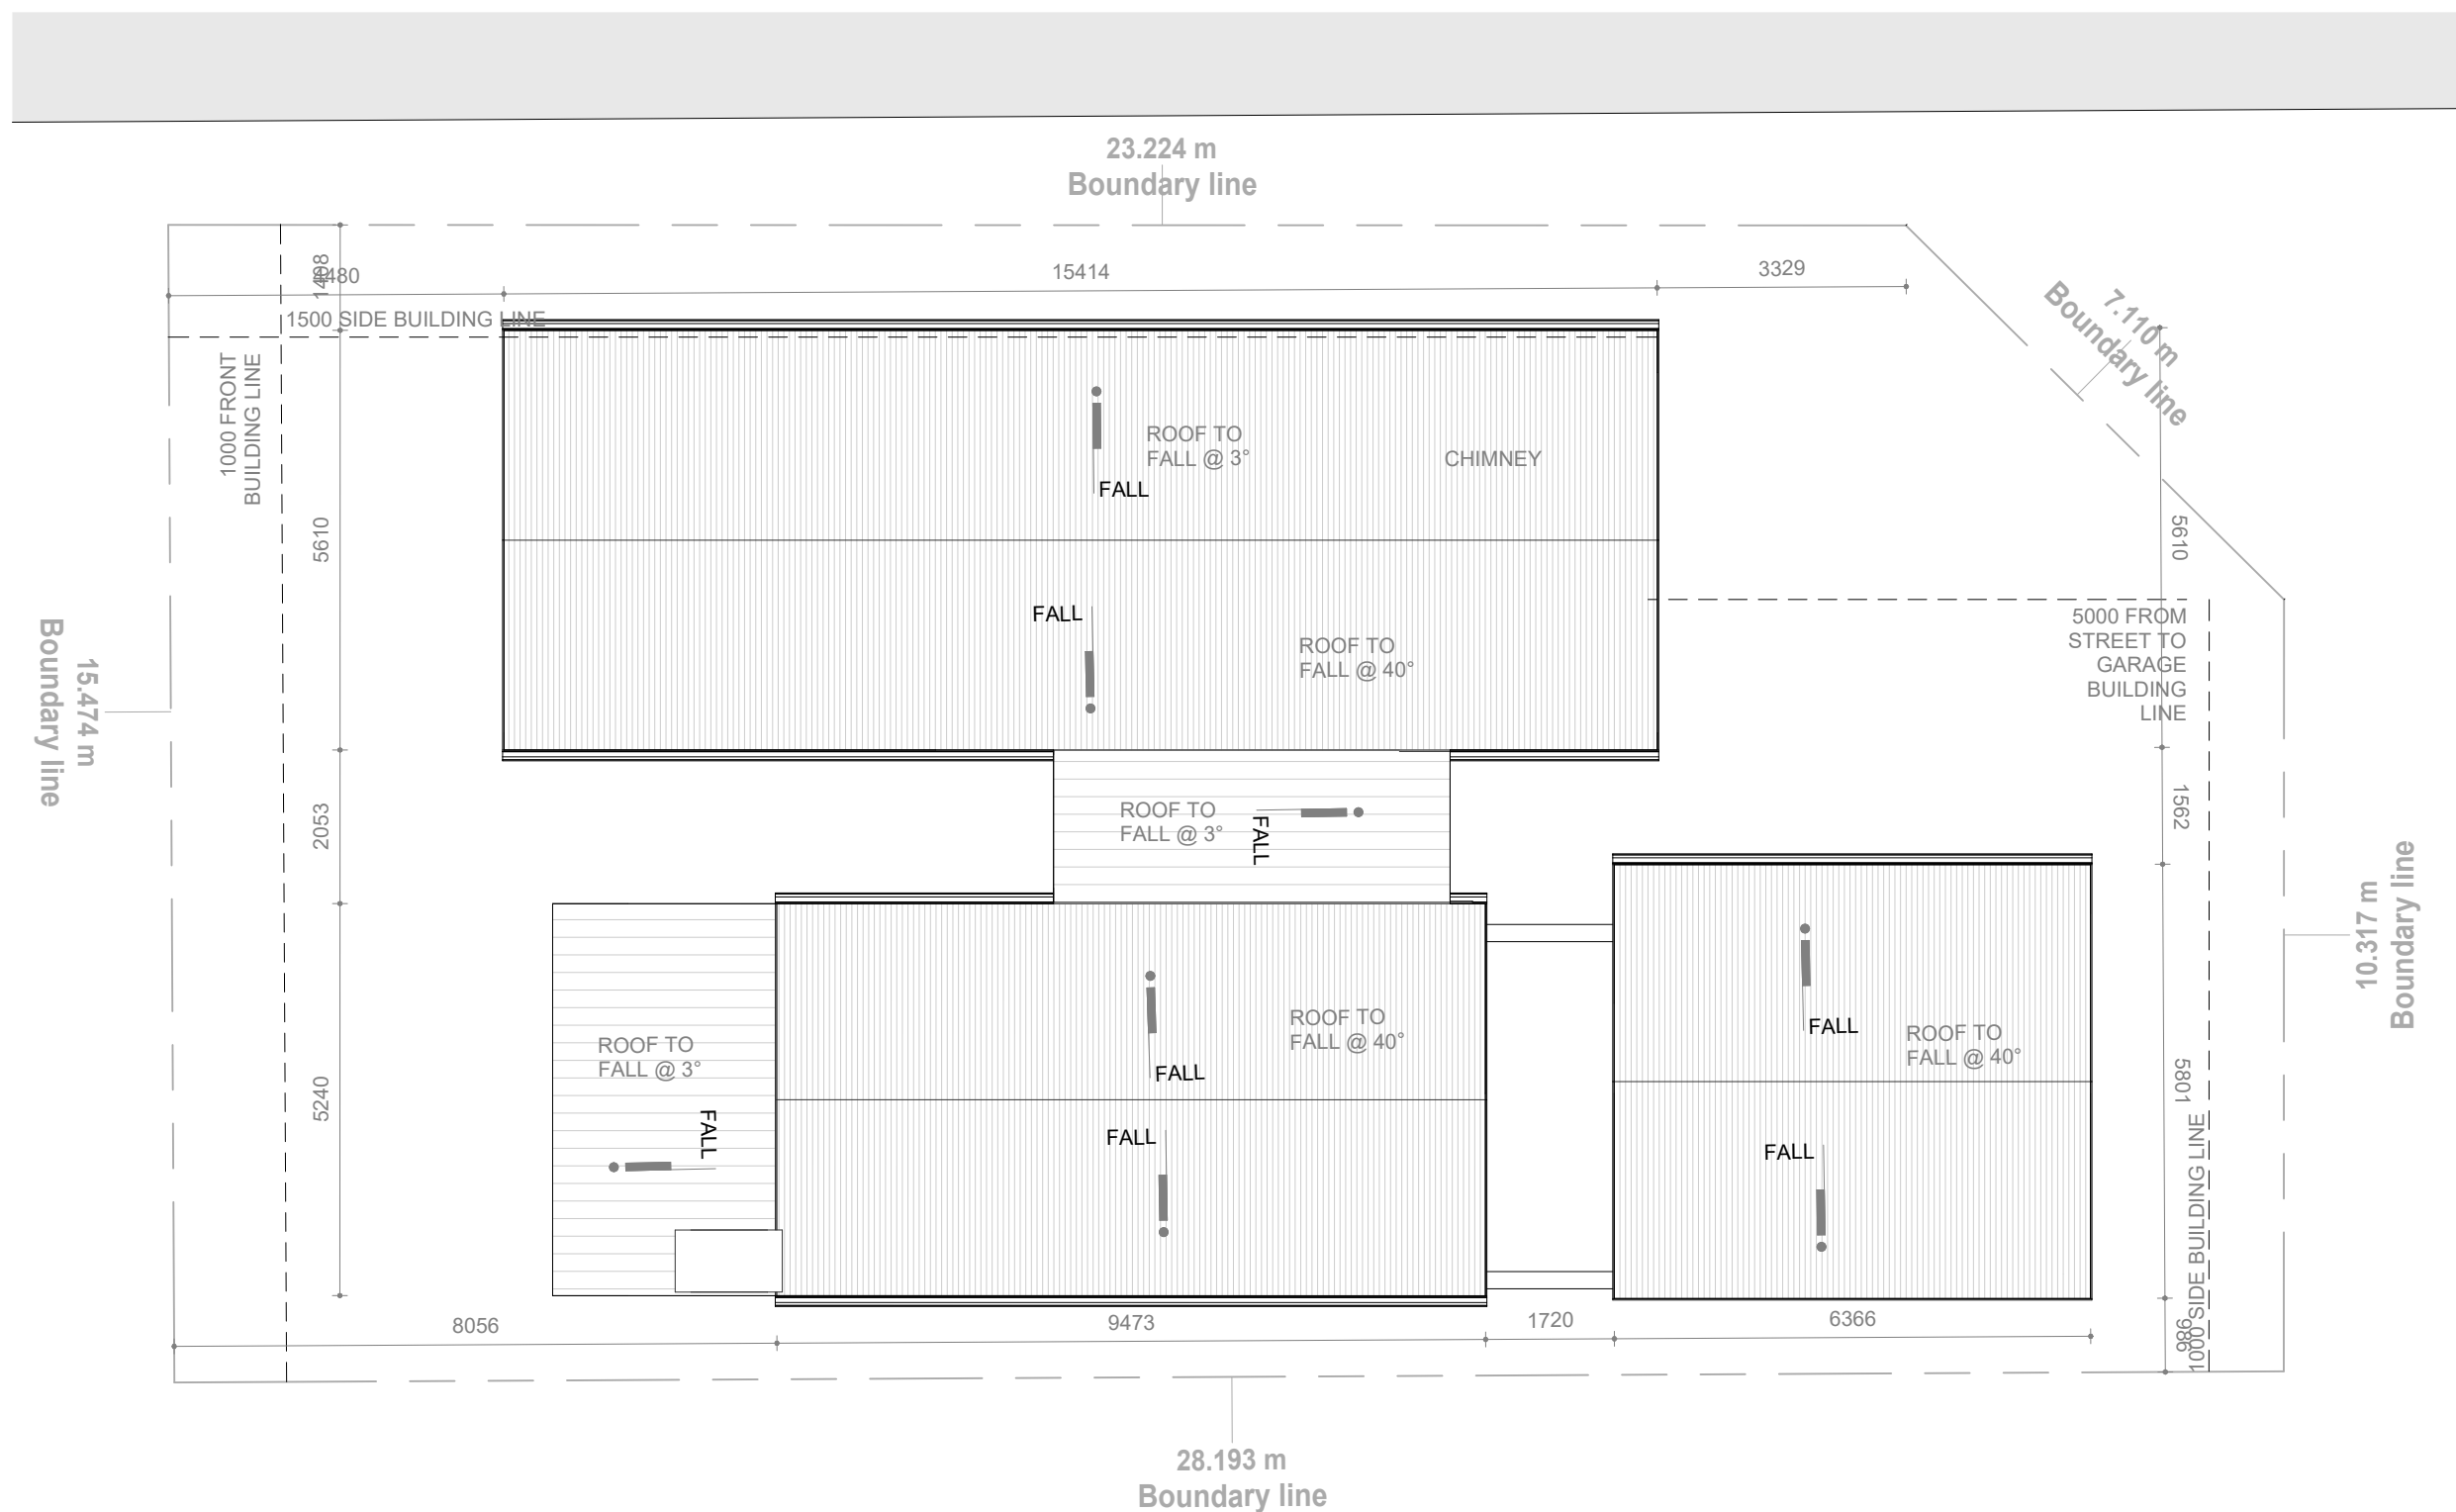 23.224 m
Boundary line
1498
4480
15414
3329
1500 SIDE BUILDING LINE
7.110 m
Boundary line
1000 FRONT
BUILDING LINE
ROOF TO
FALL @ 3°
CHIMNEY
FALL
5610
5610
FALL
ROOF TO
FALL @ 40°
5000 FROM
STREET TO
GARAGE
BUILDING
LINE
15.474 m
Boundary line
2053
ROOF TO
FALL @ 3°
FALL
1562
10.317 m
Boundary line
ROOF TO
FALL @ 3°
FALL
5240
ROOF TO
FALL @ 40°
FALL
FALL
FALL
ROOF TO
FALL @ 40°
FALL
5801
1000 SIDE BUILDING LINE
986
8056
9473
1720
6366
28.193 m
Boundary line